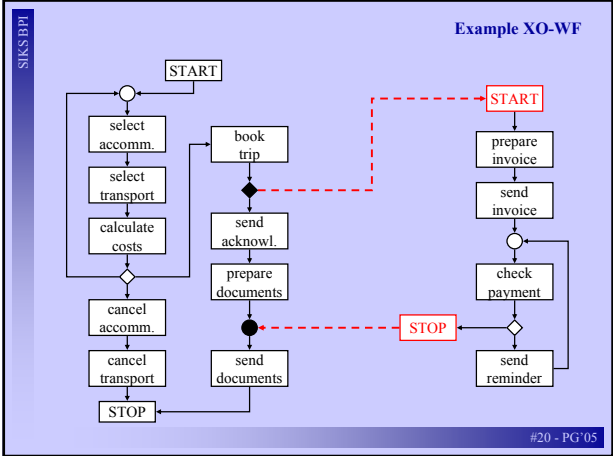 SIKS BPI
Example XO-WF
START
select
accomm.
select
transport
calculate
costs
cancel
accomm.
cancel
transport
STOP
book
trip
send
acknowl.
prepare
documents
send
documents
START
prepare
invoice
send
invoice
check
payment
STOP
send
reminder
#20 - PG'05